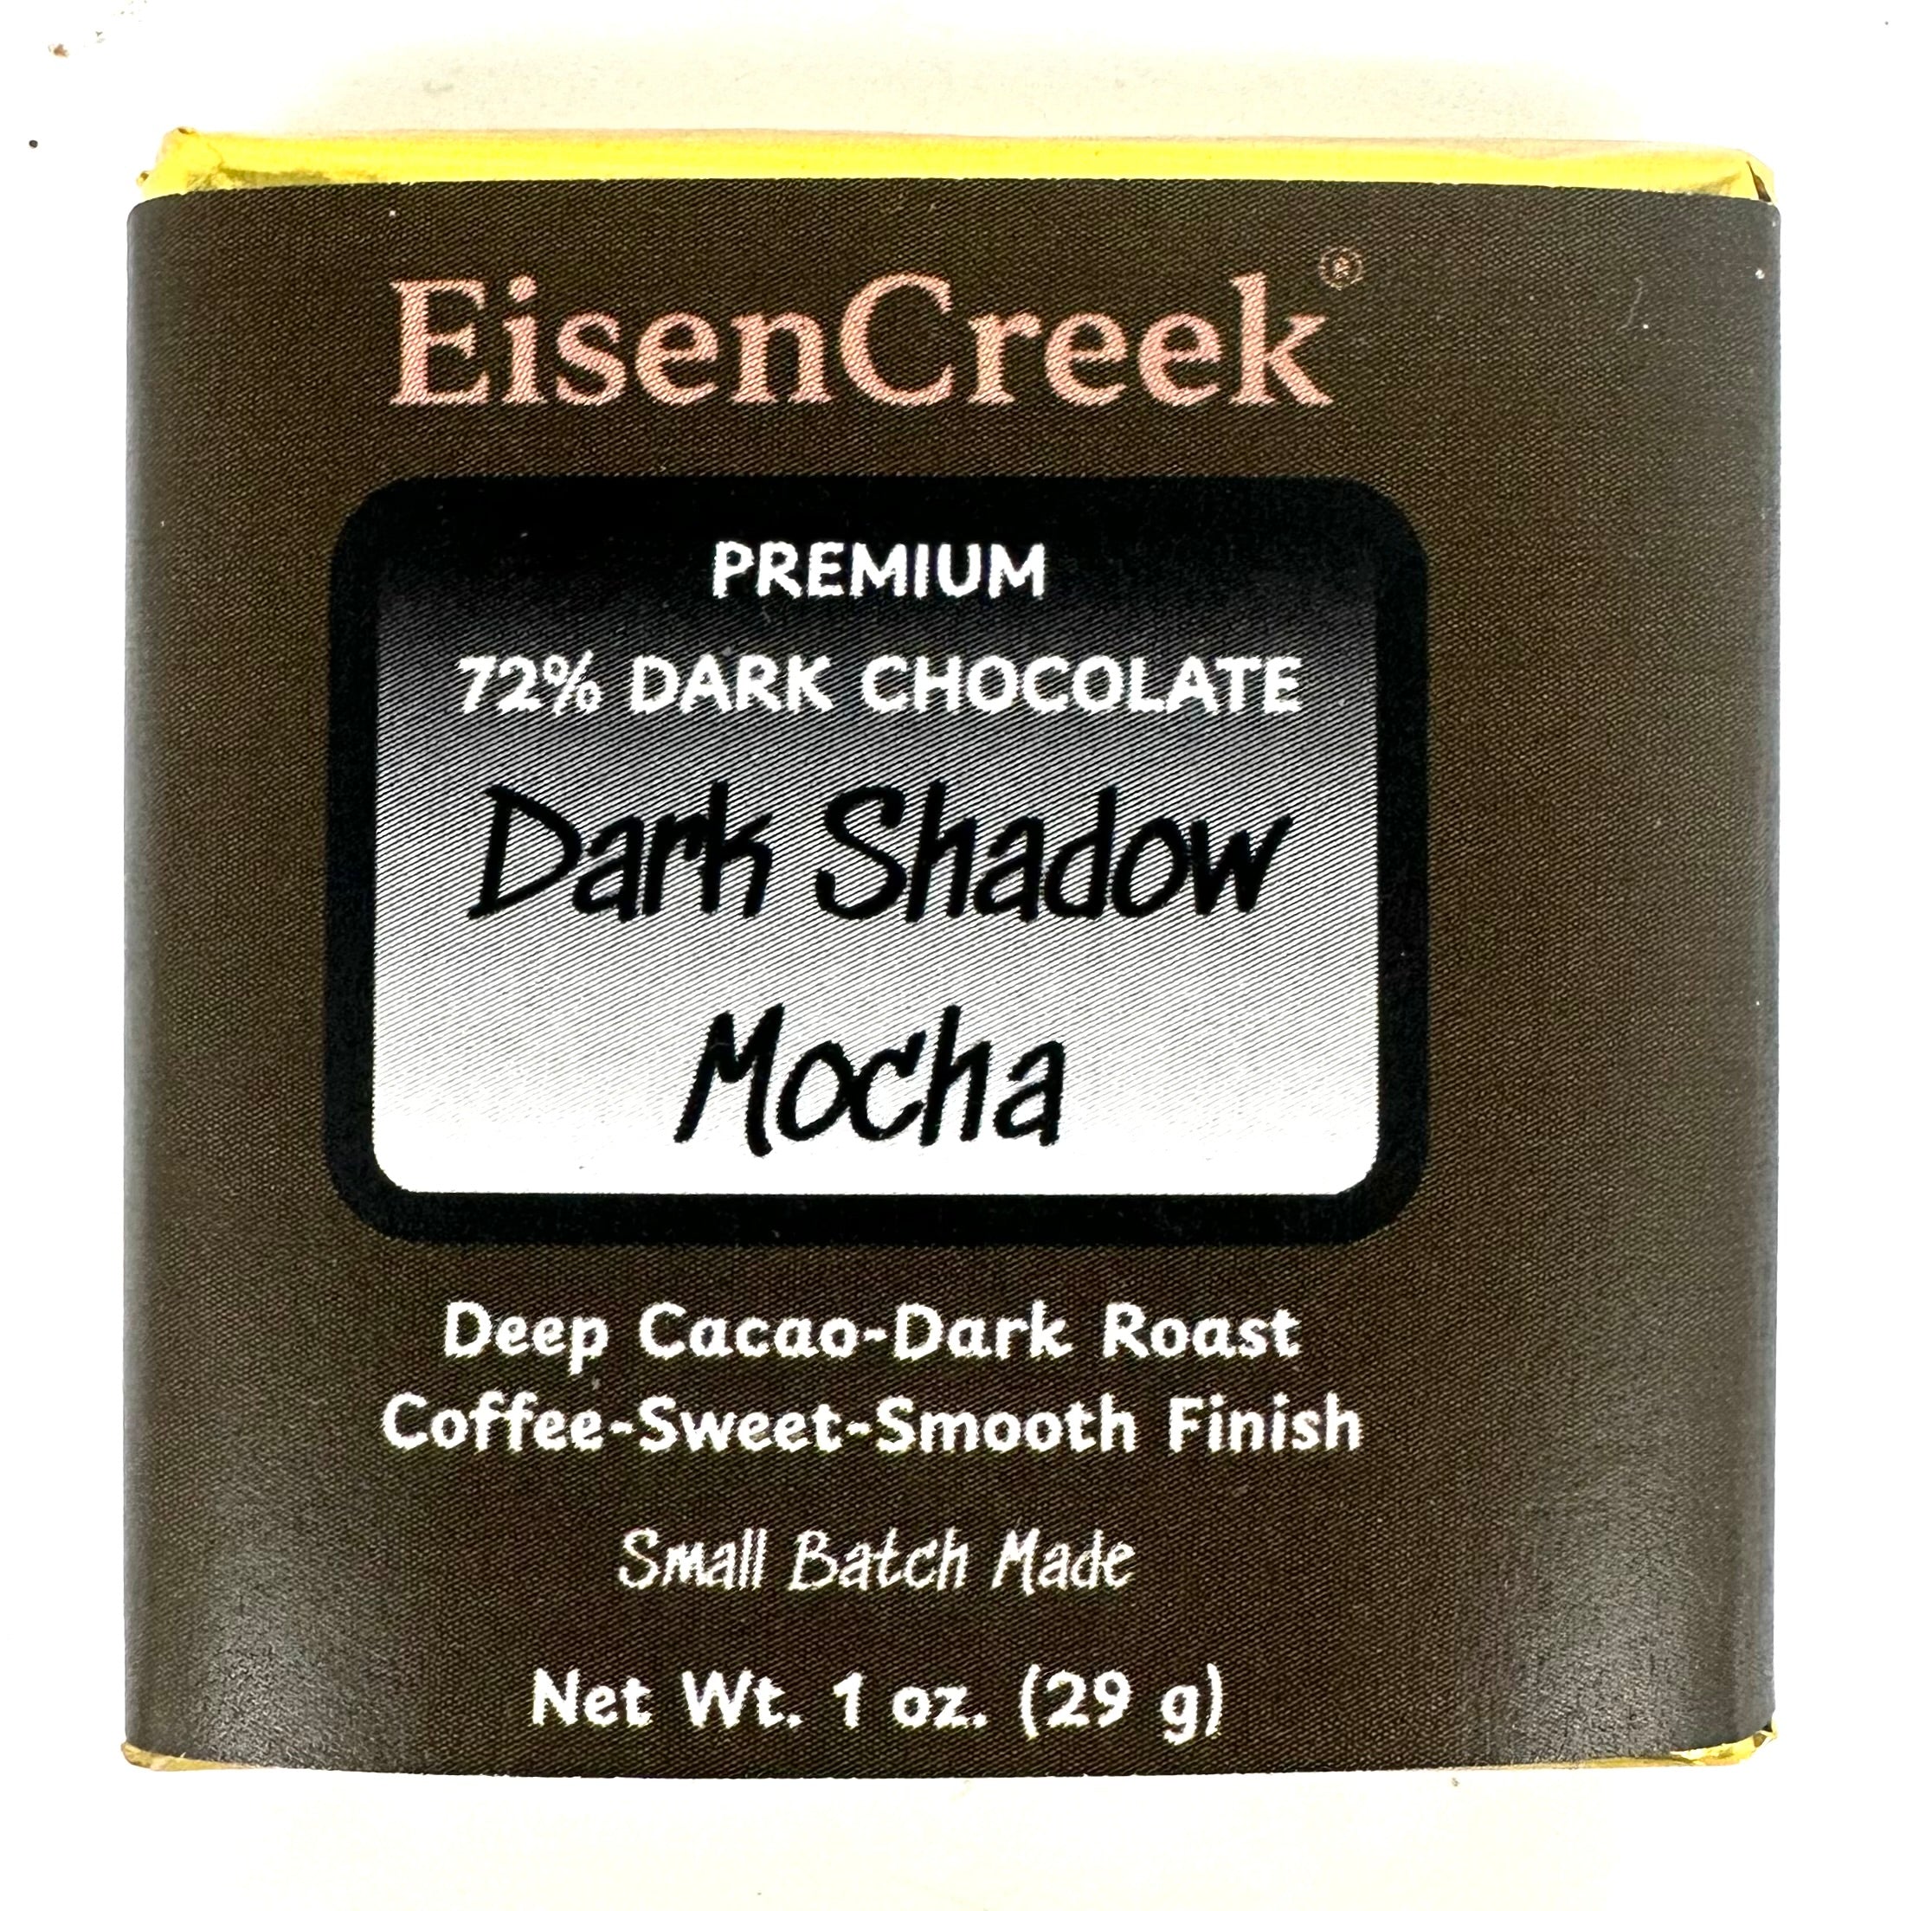 EisenCreek®
PREMIUM
72% DARK CHOCOLATE
Dark Shadow
Mocha
Deep Cacao-Dark Roast
Coffee-Sweet-Smooth Finish
Small Batch Made
Net Wt. 1 oz. (29 g)